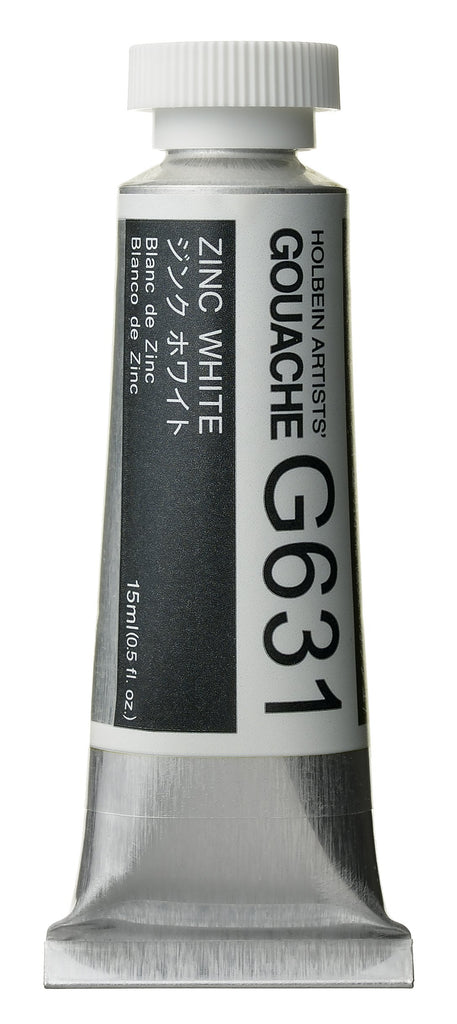 HOLBEIN ARTISTS'
GOUACHE G631
ZINC WHITE
ジンク ホワイト
Blanc de Zinc
Blanco de Zinc
15ml(0.5 fl. oz.)